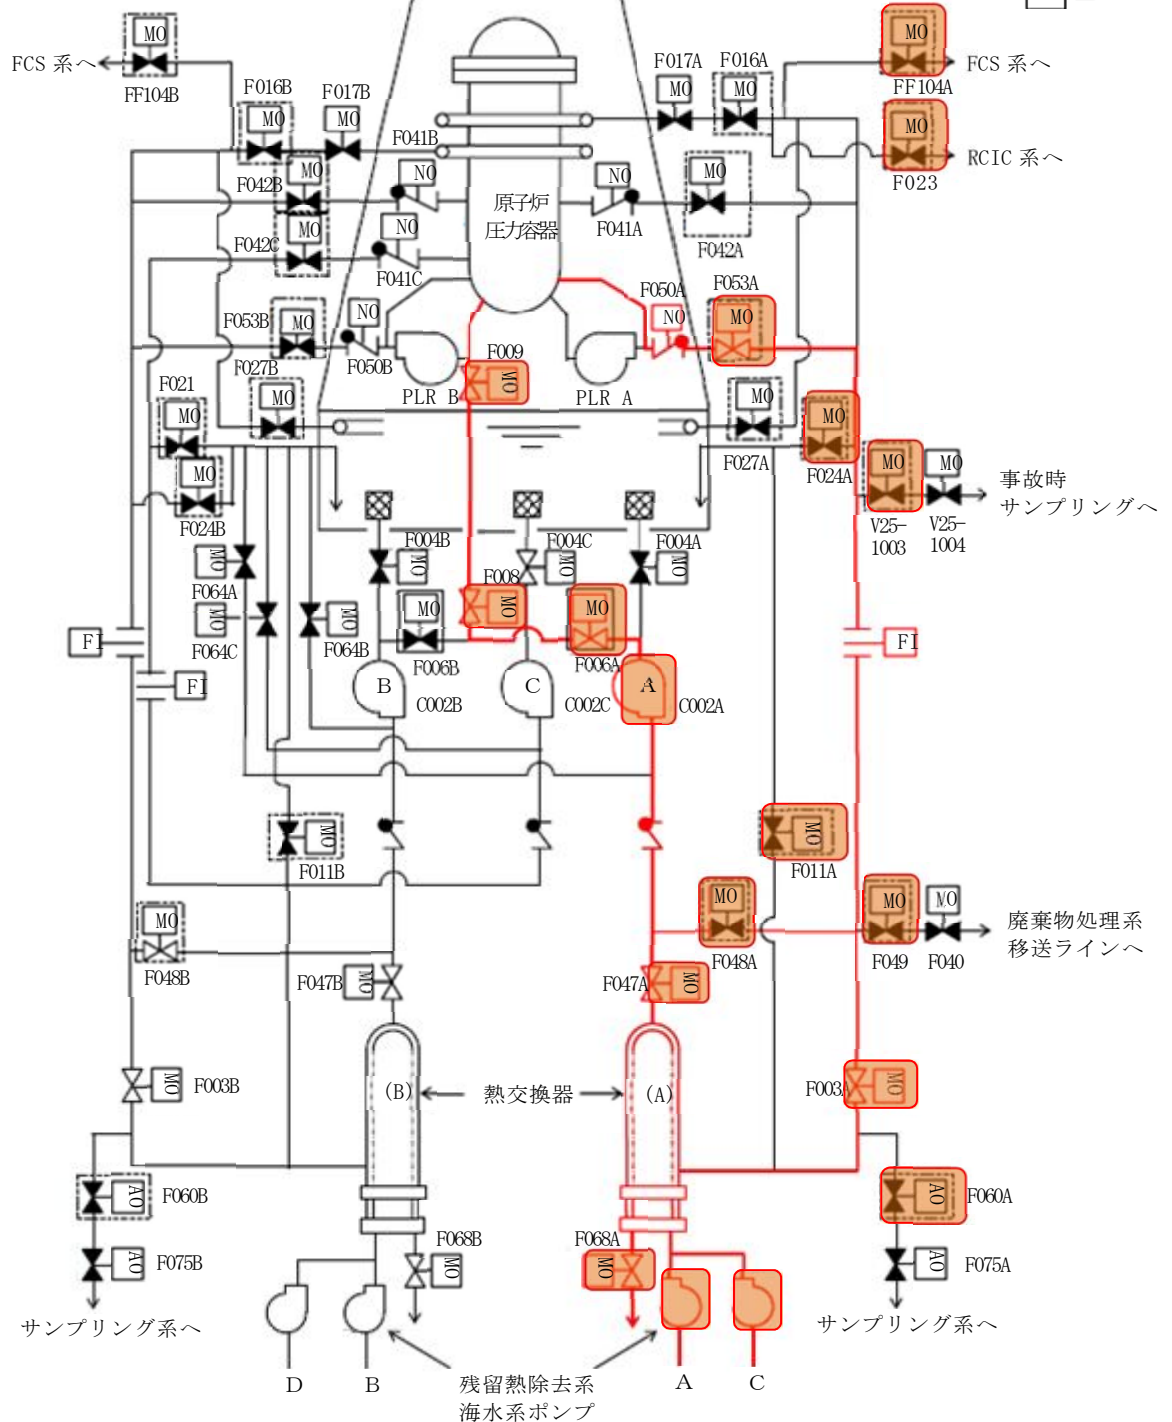 MO
MO
FCS 系へ
FF104B
F016B
F017B
F017A
F016A
FF104A
FCS 系へ
MO
MO
MO
MO
MO
RCIC 系へ
F023
F041B
MO
F042B
NO
NO
MO
原子炉
圧力容器
F041A
F042A
F042C
MO
NO
F041C
F050A
F053A
F053B
MO
NO
NO
MO
F050B
F009
MO
F027B
PLR B
PLR A
F021
MO
MO
MO
MO
F027A
F024A
MO
F024B
MO
MO
V25-
1003
V25-
1004
事故時
サンプリングへ
F004B
F004C
F004A
MO
MO
MO
MO
F064A
F008
MO
MO
F064C
MO
F064B
MO
F006B
MO
F006A
FI
FI
FI
B
C002B
C
C002C
A
C002A
MO
F011B
MO
F011A
MO
F048B
MO
F048A
MO
F049
MO
F040
廃棄物処理系
移送ラインへ
F047B
MO
F047A
MO
MO
F003B
(B)
熱交換器
(A)
F003A
MO
AO
F060B
AO
F060A
F068B
MO
F068A
MO
AO
F075B
AO
F075A
サンプリング系へ
サンプリング系へ
D
B
残留熱除去系
海水系ポンプ
A
C